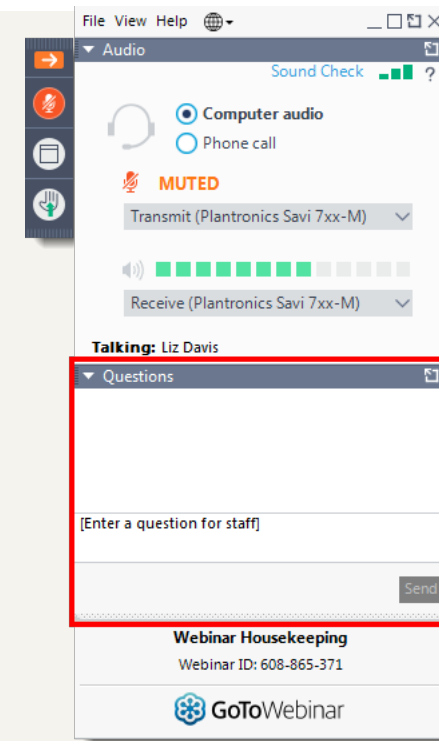 File View Help
Audio
Sound Check ?
Computer audio
Phone call
MUTED
Transmit (Plantronics Savi 7xx-M)
Receive (Plantronics Savi 7xx-M)
Talking: Liz Davis
Questions
[Enter a question for staff]
Send
Webinar Housekeeping
Webinar ID: 608-865-371
GoToWebinar